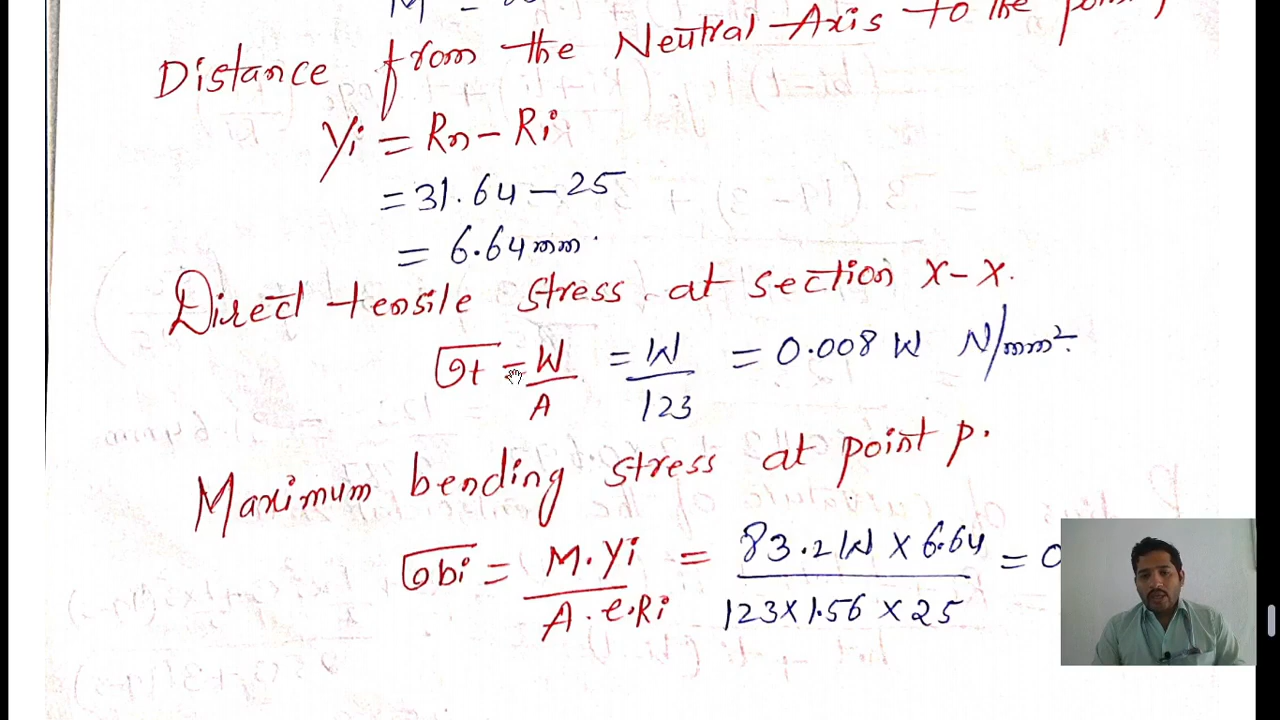 M =
Distance from the Neutral Axis to the point
yi = Rn - Ri
= 31.64 - 25
= 6.64 mm.
Direct tensile stress at section X-X.
σt = W/A = W/123 = 0.008 W N/mm².
Maximum bending stress at point P.
σbi = M.yi/A.e.Ri = 83.2W × 6.64/123 × 1.56 × 25 = 0